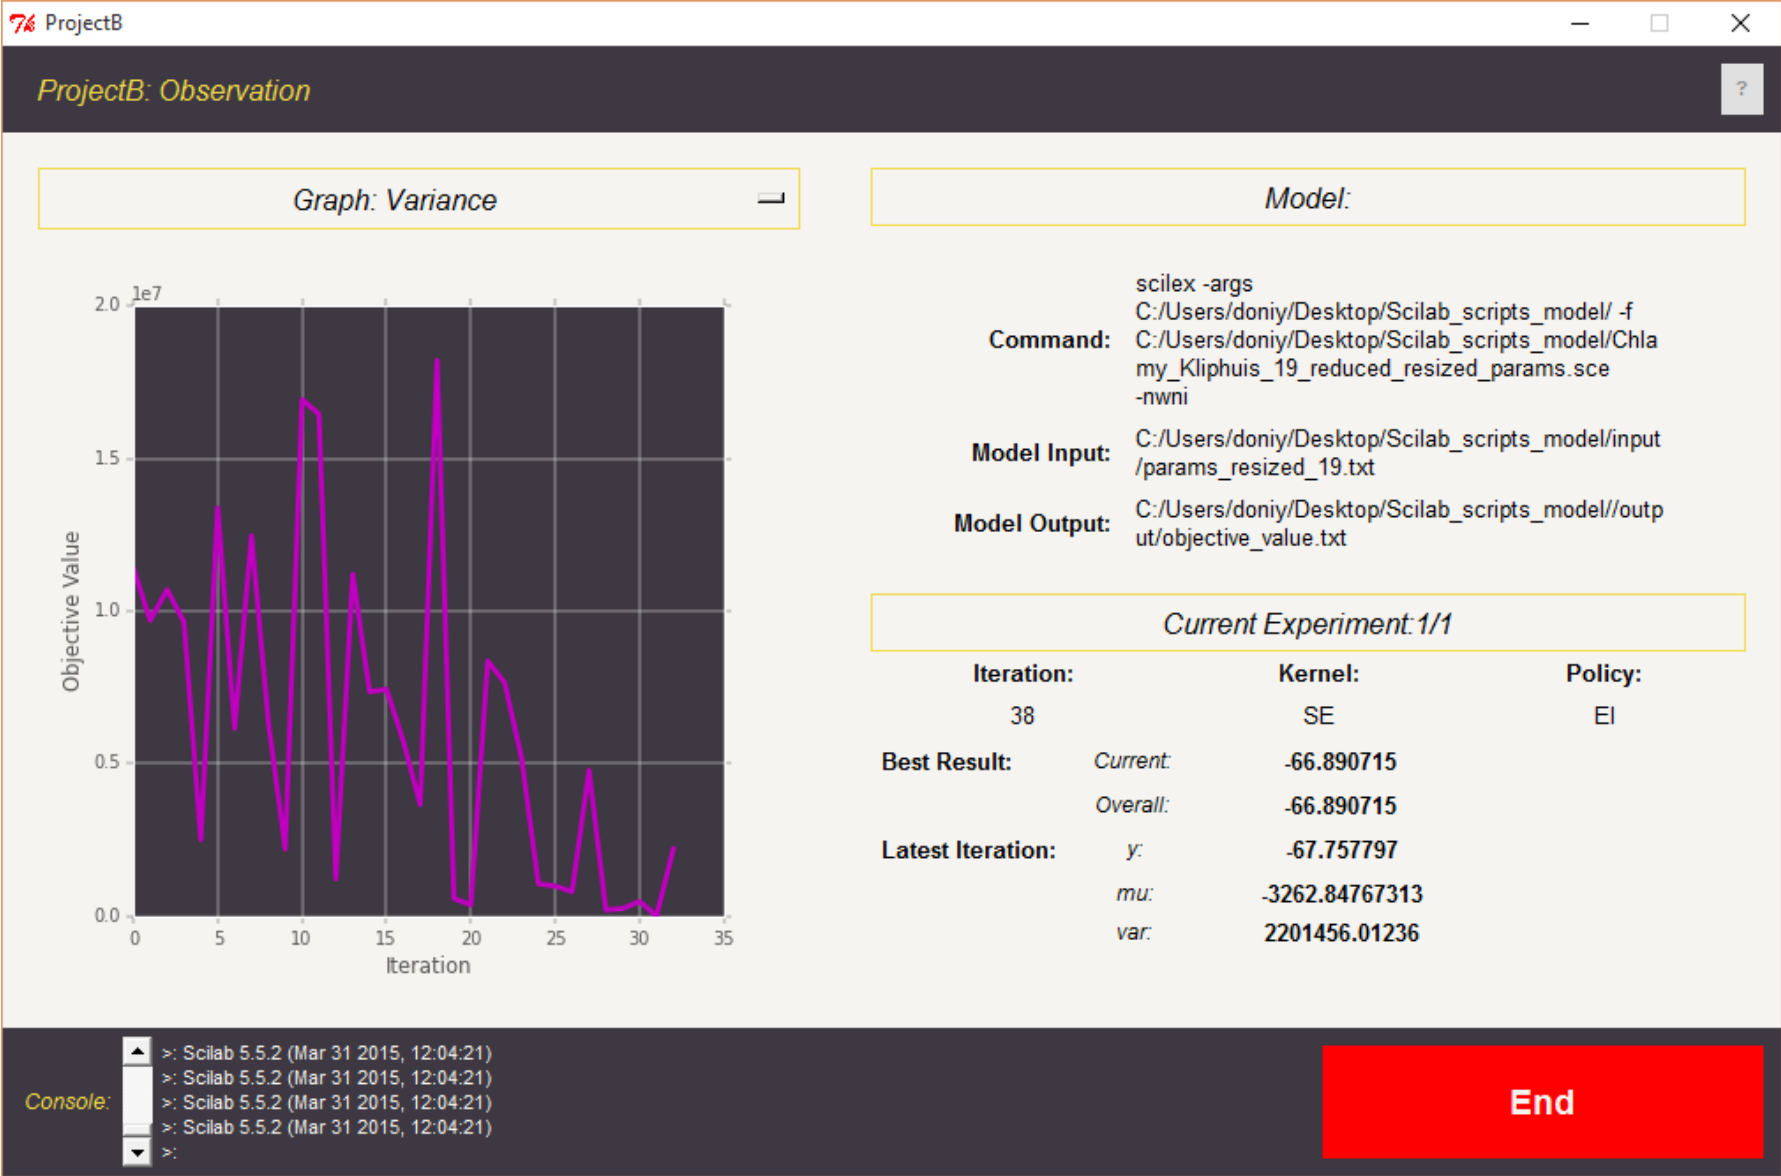 ProjectB
ProjectB: Observation
?
Graph: Variance
1e7
2.0
1.5
1.0
0.5
0.0
0 5 10 15 20 25 30 35
Objective Value
Iteration
Model:
Command:
scilex -args
C:/Users/doniy/Desktop/Scilab_scripts_model/ -f
C:/Users/doniy/Desktop/Scilab_scripts_model/Chla
my_Kliphuis_19_reduced_resized_params.sce
-nwni
Model Input:
C:/Users/doniy/Desktop/Scilab_scripts_model/input
/params_resized_19.txt
Model Output:
C:/Users/doniy/Desktop/Scilab_scripts_model//outp
ut/objective_value.txt
Current Experiment:1/1
Iteration: Kernel: Policy:
38 SE EI
Best Result: Current: -66.890715
Overall: -66.890715
Latest Iteration: y: -67.757797
mu: -3262.84767313
var: 2201456.01236
Console:
>: Scilab 5.5.2 (Mar 31 2015, 12:04:21)
>: Scilab 5.5.2 (Mar 31 2015, 12:04:21)
>: Scilab 5.5.2 (Mar 31 2015, 12:04:21)
>: Scilab 5.5.2 (Mar 31 2015, 12:04:21)
>:
End